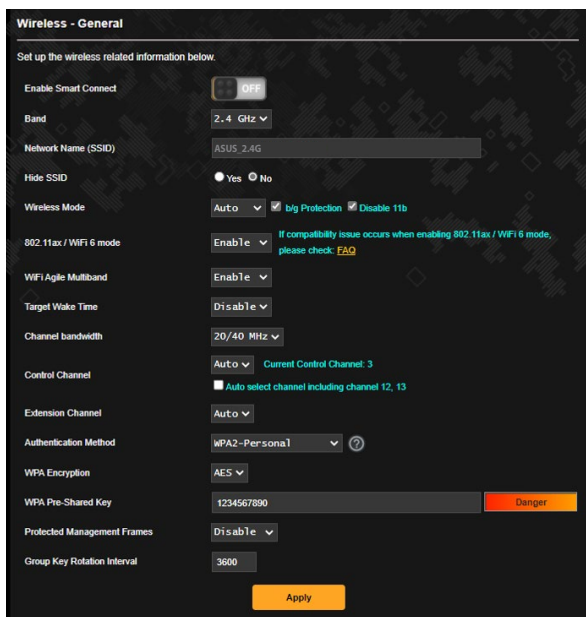 Wireless - General
Set up the wireless related information below.
Enable Smart Connect OFF
Band 2.4 GHz
Network Name (SSID) ASUS_2.4G
Hide SSID Yes No
Wireless Mode Auto b/g Protection Disable 11b
802.11ax / WiFi 6 mode Enable If compatibility issue occurs when enabling 802.11ax / WiFi 6 mode,
please check: FAQ
WiFi Agile Multiband Enable
Target Wake Time Disable
Channel bandwidth 20/40 MHz
Control Channel Auto Current Control Channel: 3
Auto select channel including channel 12, 13
Extension Channel Auto
Authentication Method WPA2-Personal ?
WPA Encryption AES
WPA Pre-Shared Key 1234567890 Danger
Protected Management Frames Disable
Group Key Rotation Interval 3600
Apply